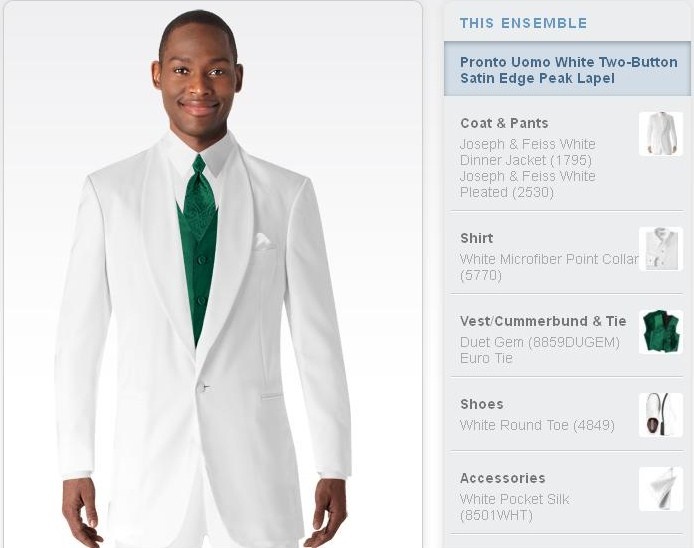 THIS ENSEMBLE
Pronto Uomo White Two-Button
Satin Edge Peak Lapel
Coat & Pants
Joseph & Feiss White
Dinner Jacket (1795)
Joseph & Feiss White
Pleated (2530)
Shirt
White Microfiber Point Collar
(5770)
Vest/Cummerbund & Tie
Duet Gem (8859DUGEM)
Euro Tie
Shoes
White Round Toe (4849)
Accessories
White Pocket Silk
(8501WHT)